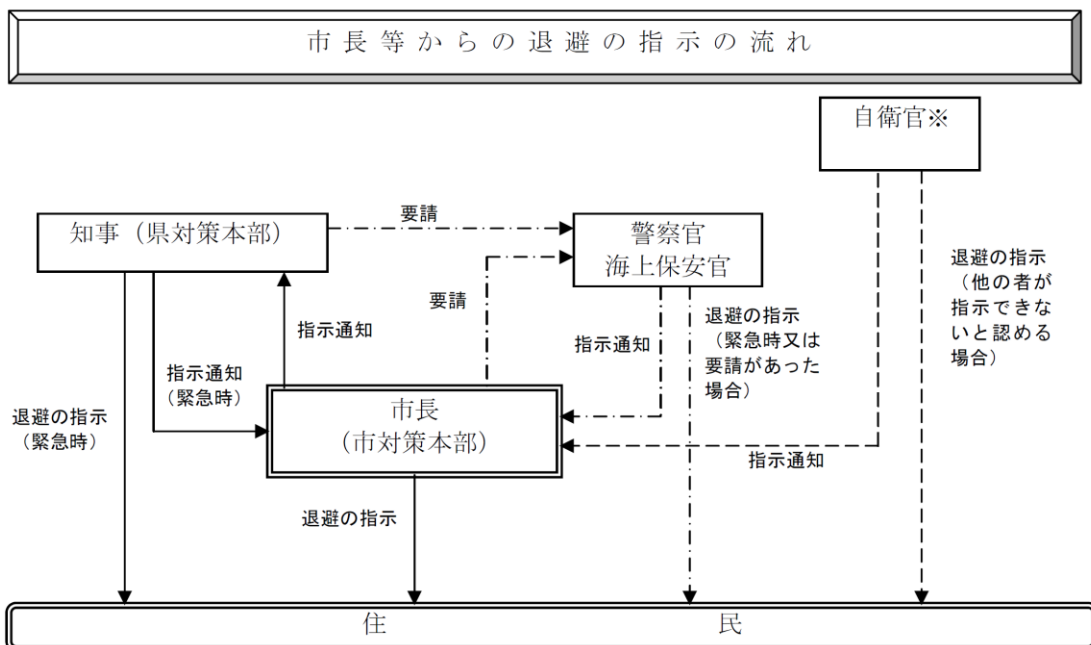 市長等からの退避の指示の流れ
自衛官※
知事(県対策本部)
要請
警察官
海上保安官
要請
指示通知
指示通知
(緊急時)
退避の指示
(緊急時)
指示通知
退避の指示
(緊急時又は
要請があった
場合)
退避の指示
(他の者が
指示できな
いと認める
場合)
市長
(市対策本部)
指示通知
退避の指示
住民